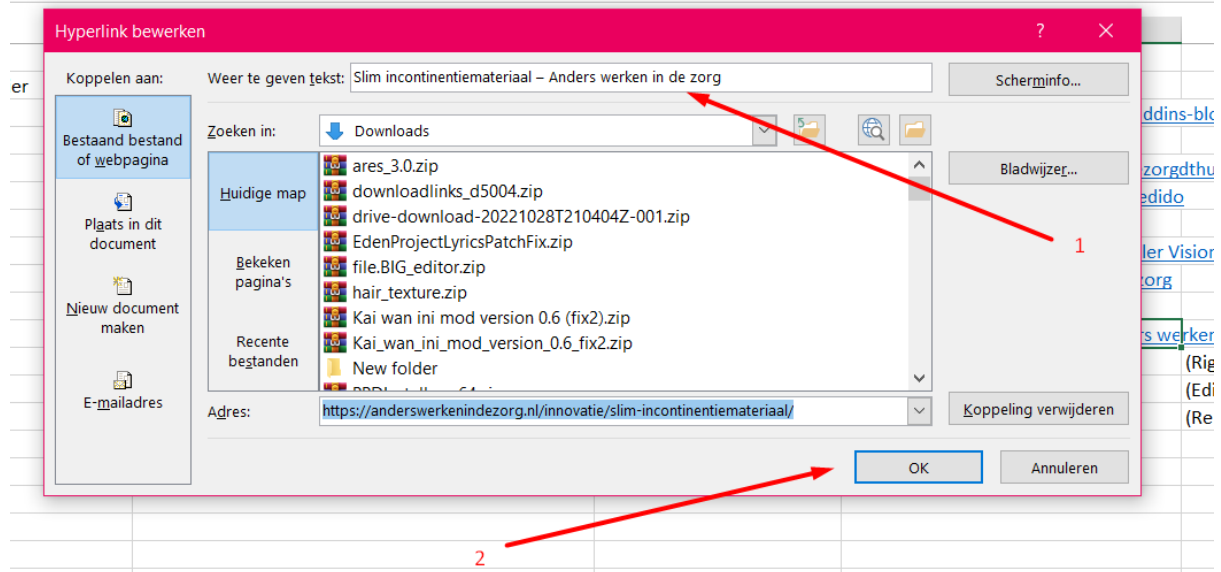 Hyperlink bewerken
?
Koppelen aan:
Weer te geven tekst:
Slim incontinentiemateriaal – Anders werken in de zorg
Scherminfo...
er
Bestaand bestand
of webpagina
Zoeken in:
Downloads
5
ddins-blo
Huidige map
ares_3.0.zip
downloadlinks_d5004.zip
drive-download-20221028T210404Z-001.zip
EdenProjectLyricsPatchFix.zip
file.BIG_editor.zip
hair_texture.zip
Kai wan ini mod version 0.6 (fix2).zip
Kai_wan_ini_mod_version_0.6_fix2.zip
New folder
Bladwijzer...
zorgdthu
edido
Plaats in dit
document
Bekeken
pagina's
1
ler Vision
zorg
Nieuw document
maken
Recente
bestanden
rs werken
(Rig
(Edi
(Re
E-mailadres
Adres:
https://anderswerkenindezorg.nl/innovatie/slim-incontinentiemateriaal/
Koppeling verwijderen
OK
Annuleren
2